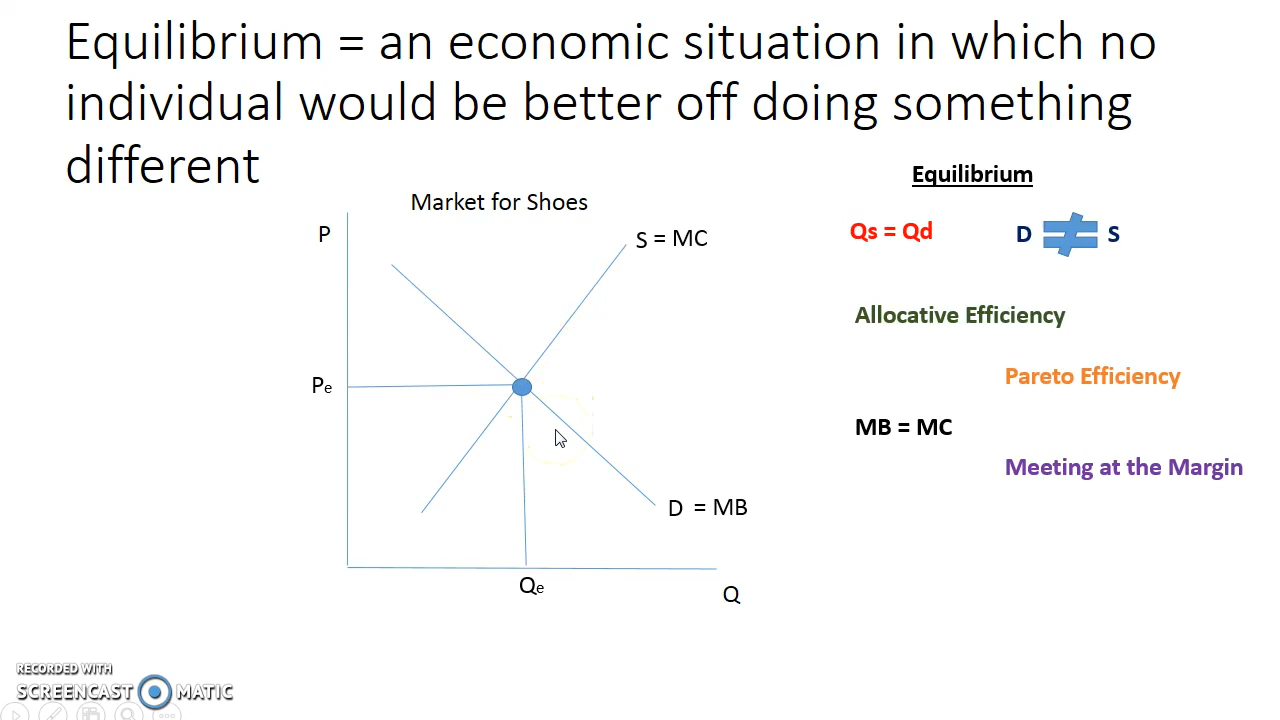 Equilibrium = an economic situation in which no
individual would be better off doing something
different
Equilibrium
Market for Shoes
P
S = MC
Qs = Qd
D ≠ S
Allocative Efficiency
Pe
Pareto Efficiency
MB = MC
Meeting at the Margin
D = MB
Qe
Q
RECORDED WITH
SCREENCAST MATIC